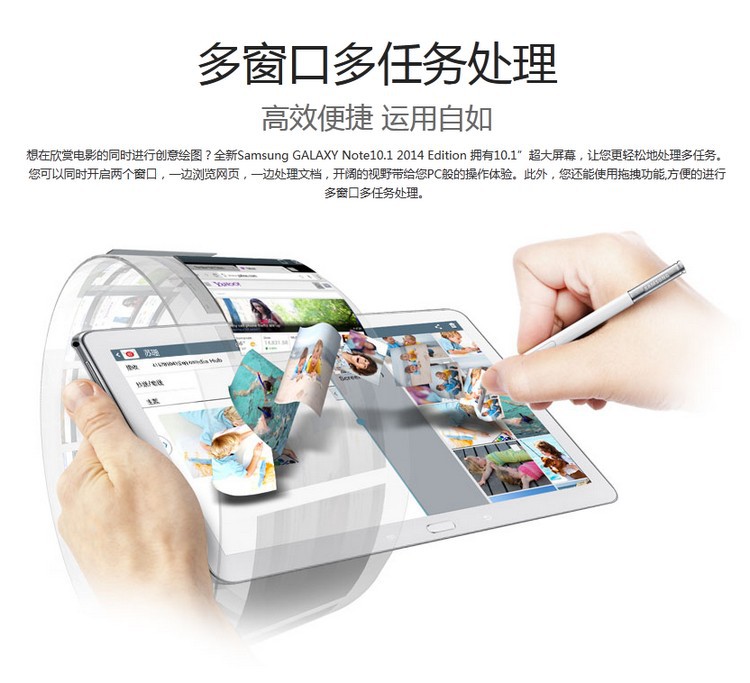 多窗口多任务处理
高效便捷 运用自如
想在欣赏电影的同时进行创意绘图？全新Samsung GALAXY Note10.1 2014 Edition 拥有10.1”超大屏幕，让您更轻松地处理多任务。
您可以同时开启两个窗口，一边浏览网页，一边处理文档，开阔的视野带给您PC般的操作体验。此外，您还能使用拖拽功能,方便的进行
多窗口多任务处理。
YAHOO!
Screen